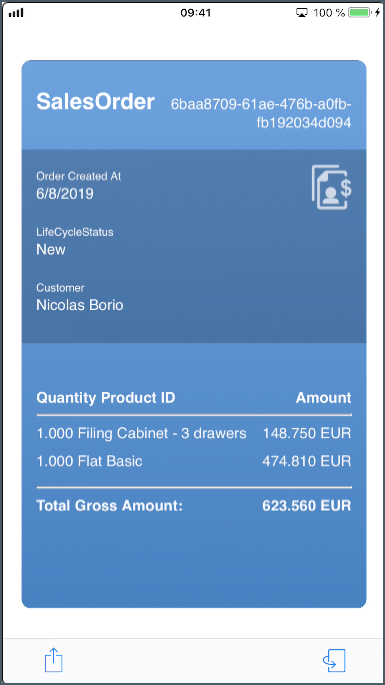 09:41
100 %
SalesOrder 6baa8709-61ae-476b-a0fb-
fb192034d094
Order Created At
6/8/2019
$
LifeCycleStatus
New
Customer
Nicolas Borio
Quantity Product ID Amount
1.000 Filing Cabinet - 3 drawers 148.750 EUR
1.000 Flat Basic 474.810 EUR
Total Gross Amount: 623.560 EUR